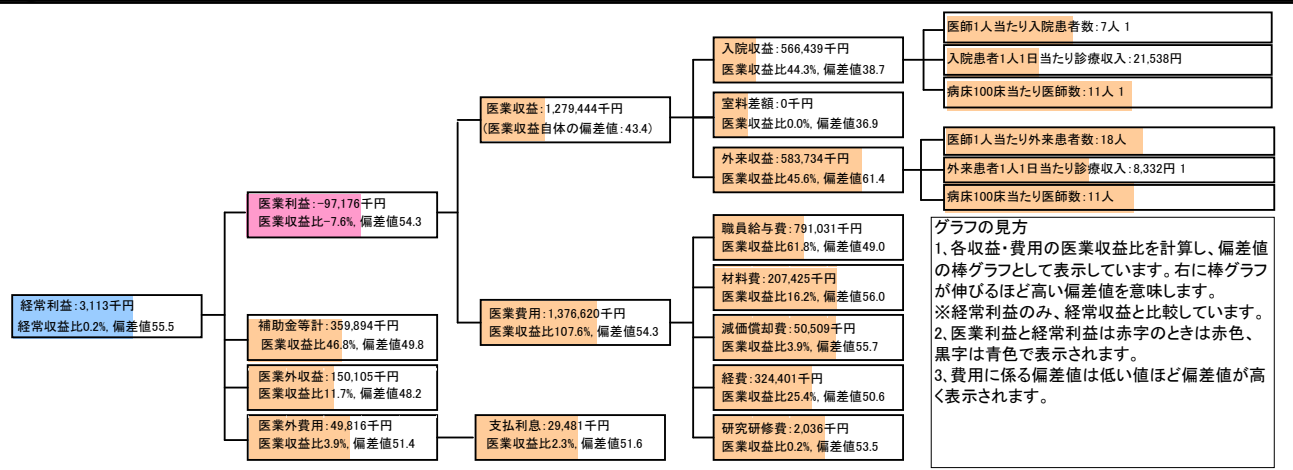 経常利益:3,113千円
経常収益比0.2%, 偏差値55.5
医業利益:-97,176千円
医業収益比-7.6%, 偏差値54.3
補助金等計:359,894千円
医業収益比46.8%, 偏差値49.8
医業外収益:150,105千円
医業収益比11.7%, 偏差値48.2
医業外費用:49,816千円
医業収益比3.9%, 偏差値51.4
医業収益:1,279,444千円
(医業収益自体の偏差値:43.4)
医業費用:1,376,620千円
医業収益比107.6%, 偏差値54.3
支払利息:29,481千円
医業収益比2.3%, 偏差値51.6
入院収益:566,439千円
医業収益比44.3%, 偏差値38.7
室料差額:0千円
医業収益比0.0%, 偏差値36.9
外来収益:583,734千円
医業収益比45.6%, 偏差値61.4
職員給与費:791,031千円
医業収益比61.8%, 偏差値49.0
材料費:207,425千円
医業収益比16.2%, 偏差値56.0
減価償却費:50,509千円
医業収益比3.9%, 偏差値55.7
経費:324,401千円
医業収益比25.4%, 偏差値50.6
研究研修費:2,036千円
医業収益比0.2%, 偏差値53.5
医師1人当たり入院患者数:7人 1
入院患者1人1日当たり診療収入:21,538円
病床100床当たり医師数:11人 1
医師1人当たり外来患者数:18人
外来患者1人1日当たり診療収入:8,332円 1
病床100床当たり医師数:11人
グラフの見方
1、各収益・費用の医業収益比を計算し、偏差値
の棒グラフとして表示しています。右に棒グラフ
が伸びるほど高い偏差値を意味します。
※経常利益のみ、経常収益と比較しています。
2、医業利益と経常利益は赤字のときは赤色、
黒字は青色で表示されます。
3、費用に係る偏差値は低い値ほど偏差値が高
く表示されます。